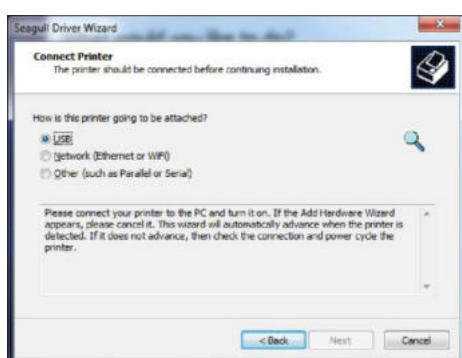 Seagull Driver Wizard
Connect Printer
The printer should be connected before continuing installation.
How is this printer going to be attached?
USB
Network (Ethernet or WiFi)
Other (such as Parallel or Serial)
Please connect your printer to the PC and turn it on. If the Add Hardware Wizard
appears, please cancel it. This wizard will automatically advance when the printer is
detected. If it does not advance, then check the connection and power cycle the
printer.
< Back Next Cancel